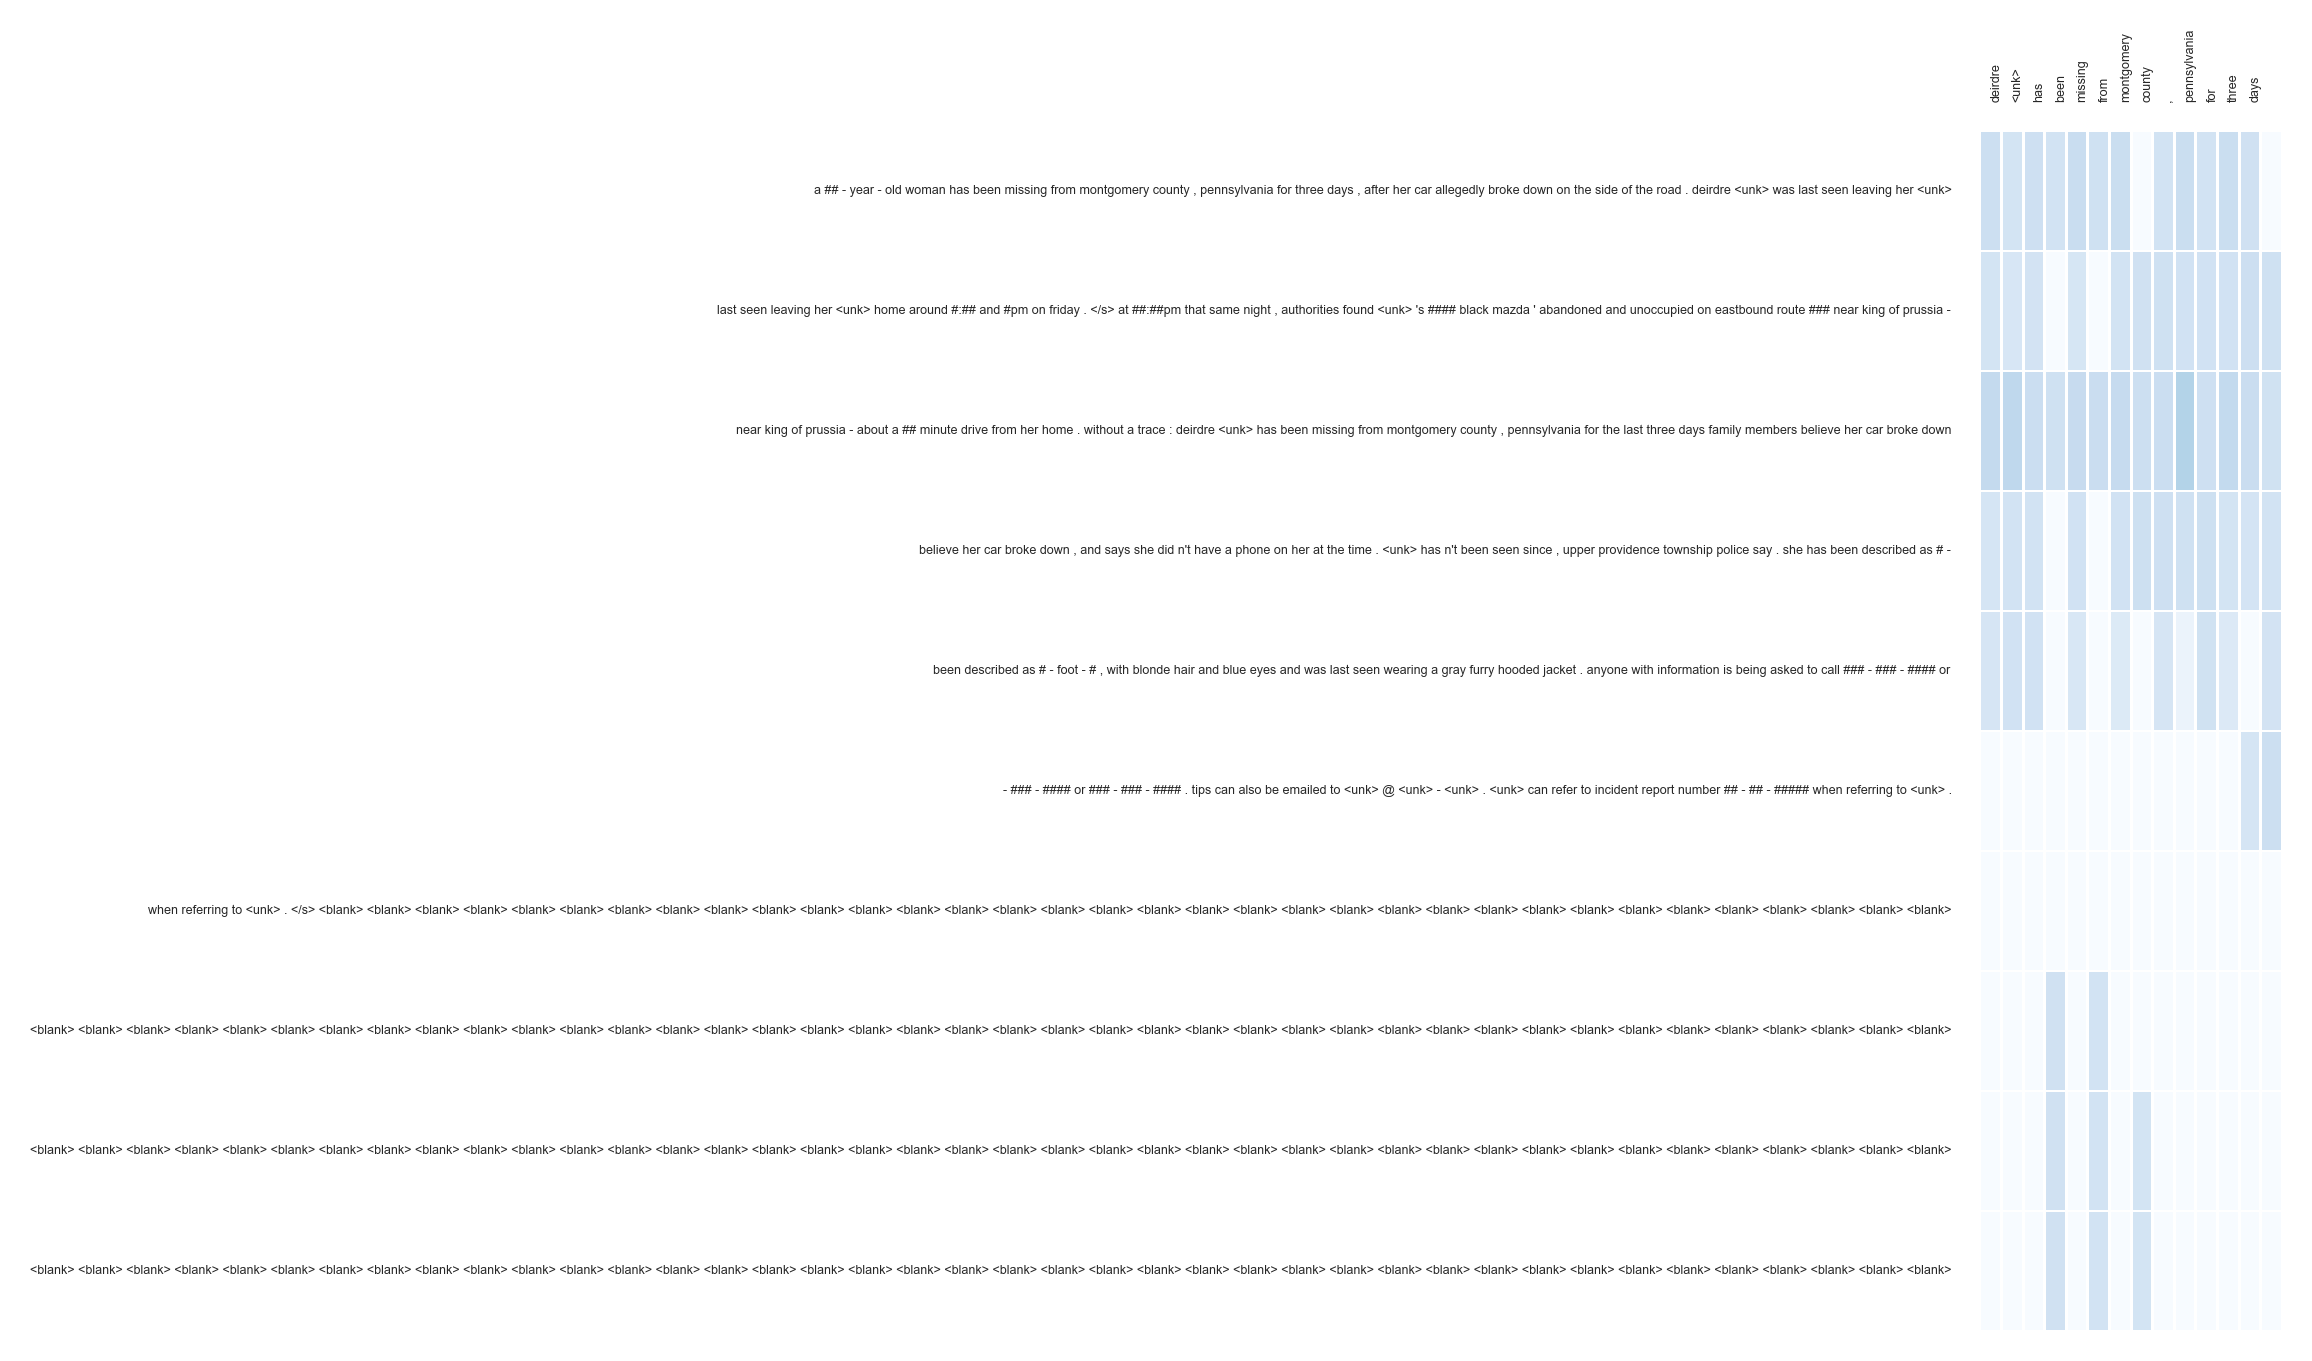 deirdre
<unk>
has
been
missing
from
montgomery
county
,
pennsylvania
for
three
days
a ## - year - old woman has been missing from montgomery county , pennsylvania for three days , after her car allegedly broke down on the side of the road . deirdre <unk> was last seen leaving her <unk>
last seen leaving her <unk> home around #:## and #pm on friday . </s> at ##:##pm that same night , authorities found <unk> 's #### black mazda ' abandoned and unoccupied on eastbound route ### near king of prussia -
near king of prussia - about a ## minute drive from her home . without a trace : deirdre <unk> has been missing from montgomery county , pennsylvania for the last three days family members believe her car broke down
believe her car broke down , and says she did n't have a phone on her at the time . <unk> has n't been seen since , upper providence township police say . she has been described as # -
been described as # - foot - # , with blonde hair and blue eyes and was last seen wearing a gray furry hooded jacket . anyone with information is being asked to call ### - ### - #### or
- ### - #### or ### - ### - #### . tips can also be emailed to <unk> @ <unk> - <unk> . <unk> can refer to incident report number ## - ## - ##### when referring to <unk> .
when referring to <unk> . </s> <blank> <blank> <blank> <blank> <blank> <blank> <blank> <blank> <blank> <blank> <blank> <blank> <blank> <blank> <blank> <blank> <blank> <blank> <blank> <blank> <blank> <blank> <blank> <blank> <blank> <blank> <blank> <blank> <blank> <blank> <blank> <blank> <blank> <blank>
<blank> <blank> <blank> <blank> <blank> <blank> <blank> <blank> <blank> <blank> <blank> <blank> <blank> <blank> <blank> <blank> <blank> <blank> <blank> <blank> <blank> <blank> <blank> <blank> <blank> <blank> <blank> <blank> <blank> <blank> <blank> <blank> <blank> <blank> <blank> <blank> <blank> <blank> <blank> <blank>
<blank> <blank> <blank> <blank> <blank> <blank> <blank> <blank> <blank> <blank> <blank> <blank> <blank> <blank> <blank> <blank> <blank> <blank> <blank> <blank> <blank> <blank> <blank> <blank> <blank> <blank> <blank> <blank> <blank> <blank> <blank> <blank> <blank> <blank> <blank> <blank> <blank> <blank> <blank> <blank>
<blank> <blank> <blank> <blank> <blank> <blank> <blank> <blank> <blank> <blank> <blank> <blank> <blank> <blank> <blank> <blank> <blank> <blank> <blank> <blank> <blank> <blank> <blank> <blank> <blank> <blank> <blank> <blank> <blank> <blank> <blank> <blank> <blank> <blank> <blank> <blank> <blank> <blank> <blank> <blank>